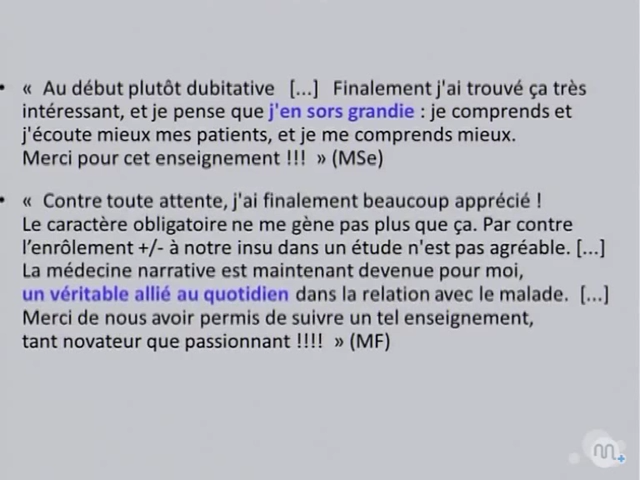 • « Au début plutôt dubitative [...] Finalement j'ai trouvé ça très
intéressant, et je pense que j'en sors grandie : je comprends et
j'écoute mieux mes patients, et je me comprends mieux.
Merci pour cet enseignement !!! » (MSe)
• « Contre toute attente, j'ai finalement beaucoup apprécié !
Le caractère obligatoire ne me gène pas plus que ça. Par contre
l’enrôlement +/- à notre insu dans un étude n'est pas agréable. [...]
La médecine narrative est maintenant devenue pour moi,
un véritable allié au quotidien dans la relation avec le malade. [...]
Merci de nous avoir permis de suivre un tel enseignement,
tant novateur que passionnant !!!! » (MF)
m+